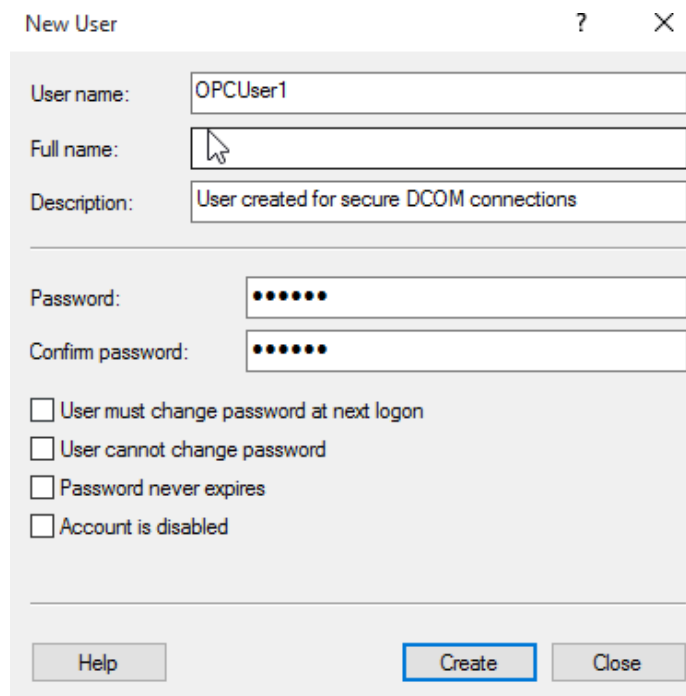 New User ?
User name: OPCUser1
Full name:
Description: User created for secure DCOM connections
Password: ●●●●●●
Confirm password: ●●●●●●
User must change password at next logon
User cannot change password
Password never expires
Account is disabled
Help Create Close